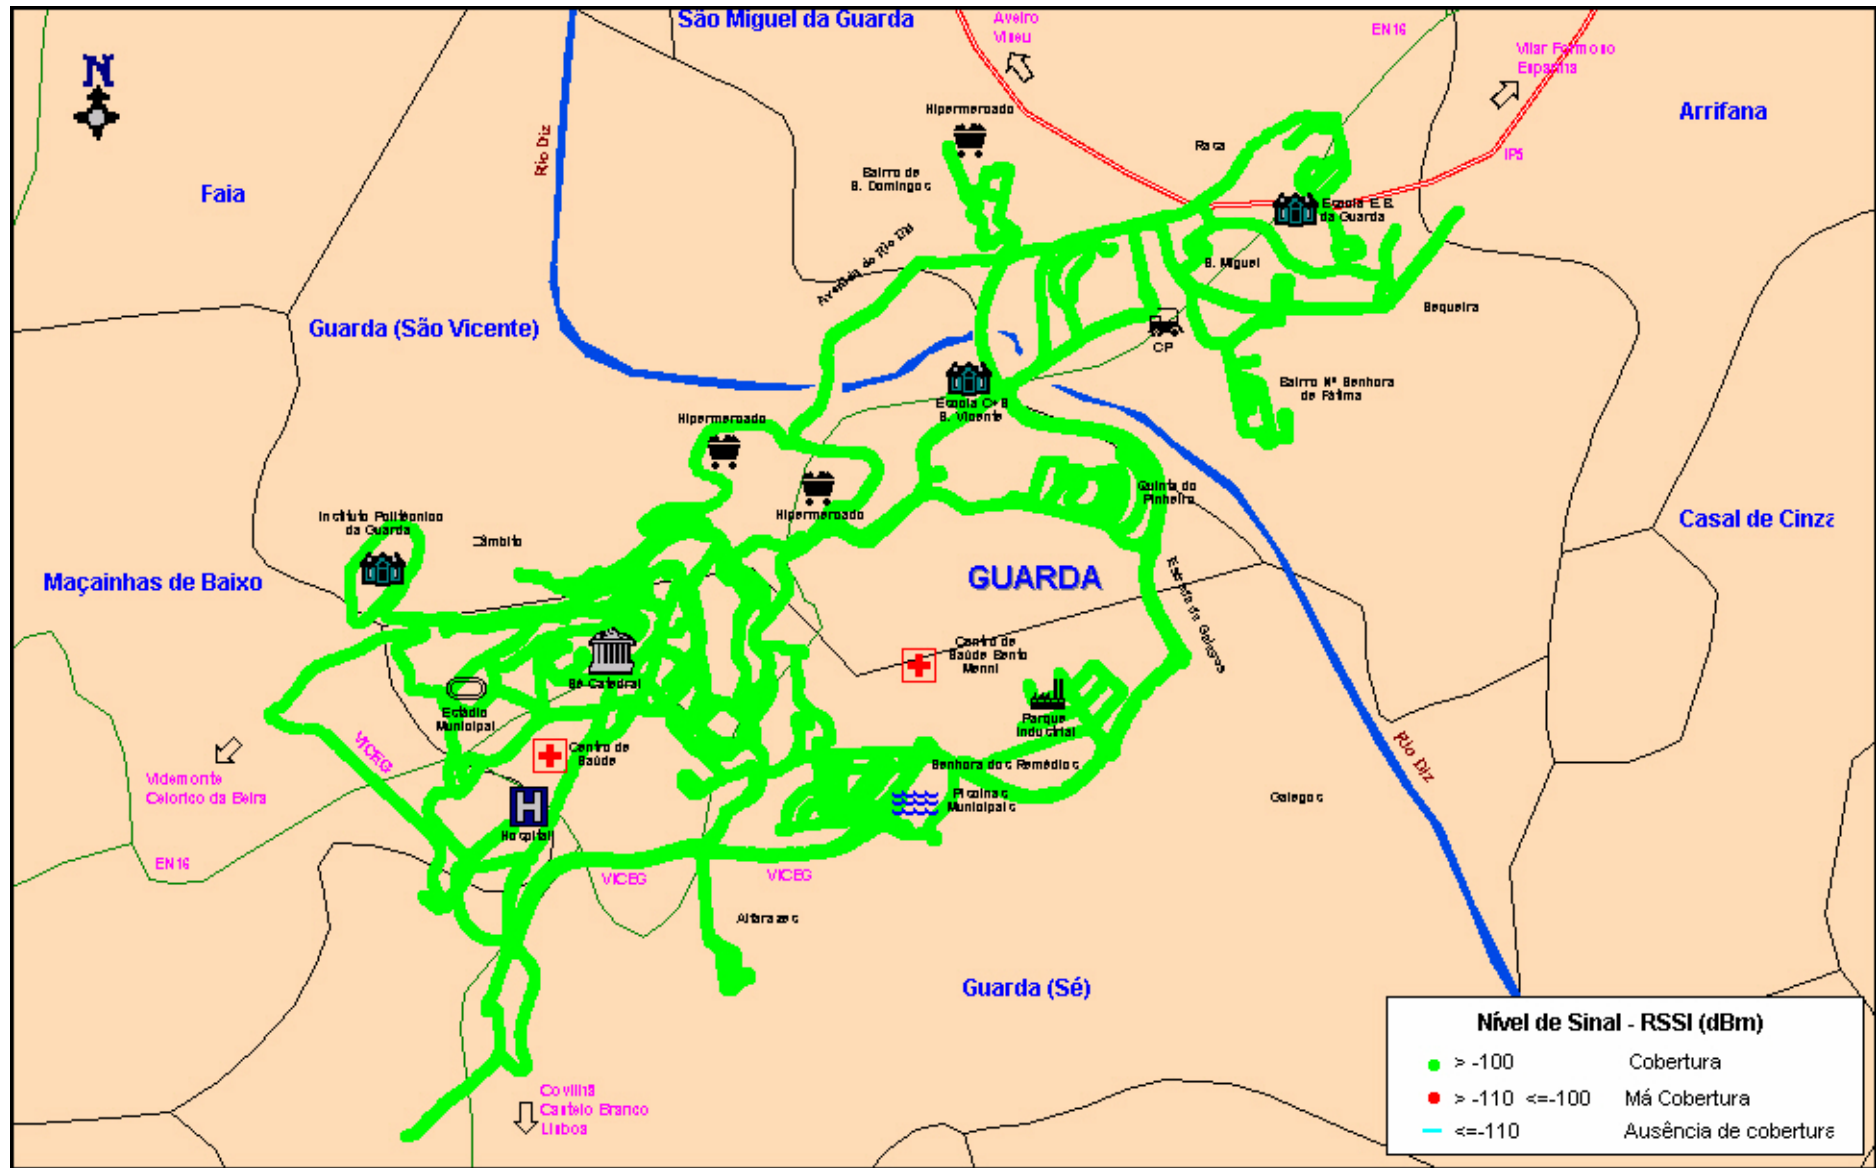 São Miguel da Guarda
Aveiro
Viseu
EN16
Vilar Formoso
Espanha
N
Hipermercado
Arrifana
Rio Diz
Raca
IP5
Bairro de
S. Domingos
Faia
Escola E.B.
da Guarda
Avenida do Rio Diz
S. Miguel
Sequeira
Guarda (São Vicente)
CP
Bairro Nª Senhora
de Fátima
Escola C+S
S. Vicente
Hipermercado
Quinta do
Pinheiro
Instituto Politécnico
da Guarda
Hipermercado
Casal de Cinza
Câmbito
Maçainhas de Baixo
GUARDA
Estrada de Galegos
Centro de
Saúde Bento
Menni
Sé Catedral
Estádio
Municipal
Parque
Industrial
VICEG
Centro de
Saúde
Rio Diz
Videmonte
Celorico da Beira
Senhora dos Remédios
Piscinas
Municipais
Galegos
H
Hospital
EN16
VICEG
VICEG
Alfarazes
Guarda (Sé)
Nível de Sinal - RSSI (dBm)
> -100 Cobertura
> -110 <=-100 Má Cobertura
<=-110 Ausência de cobertura
Covilhã
Castelo Branco
Lisboa